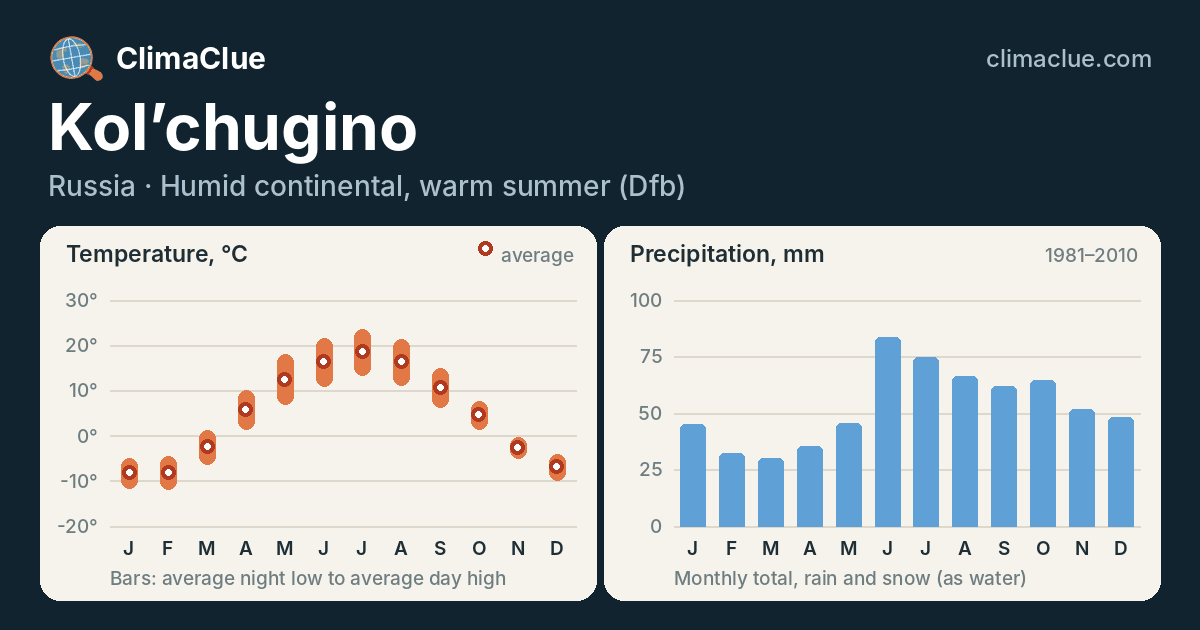 ClimaClue
climaclue.com
Kol’chugino
Russia · Humid continental, warm summer (Dfb)
Temperature, °C
average
30°
20°
10°
0°
-10°
-20°
J F M A M J J A S O N D
Bars: average night low to average day high
Precipitation, mm
1981–2010
100
75
50
25
0
J F M A M J J A S O N D
Monthly total, rain and snow (as water)